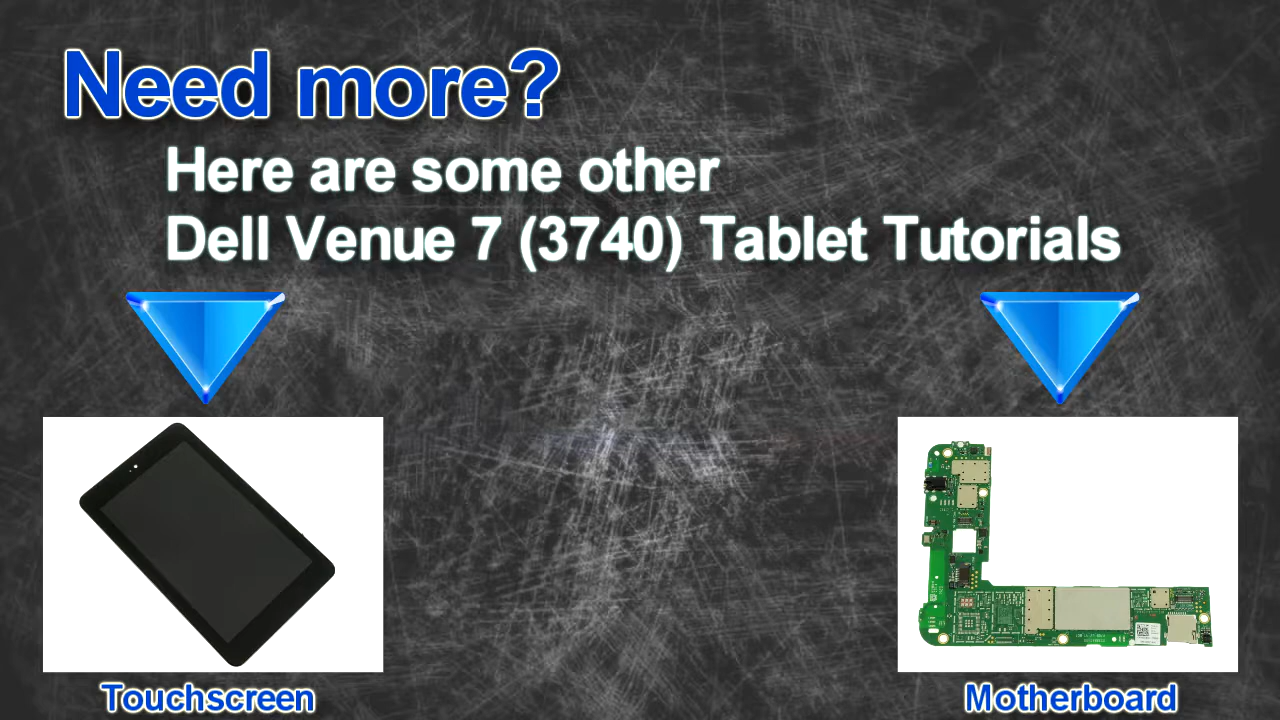 Need more?
Here are some other
Dell Venue 7 (3740) Tablet Tutorials
Touchscreen
Motherboard